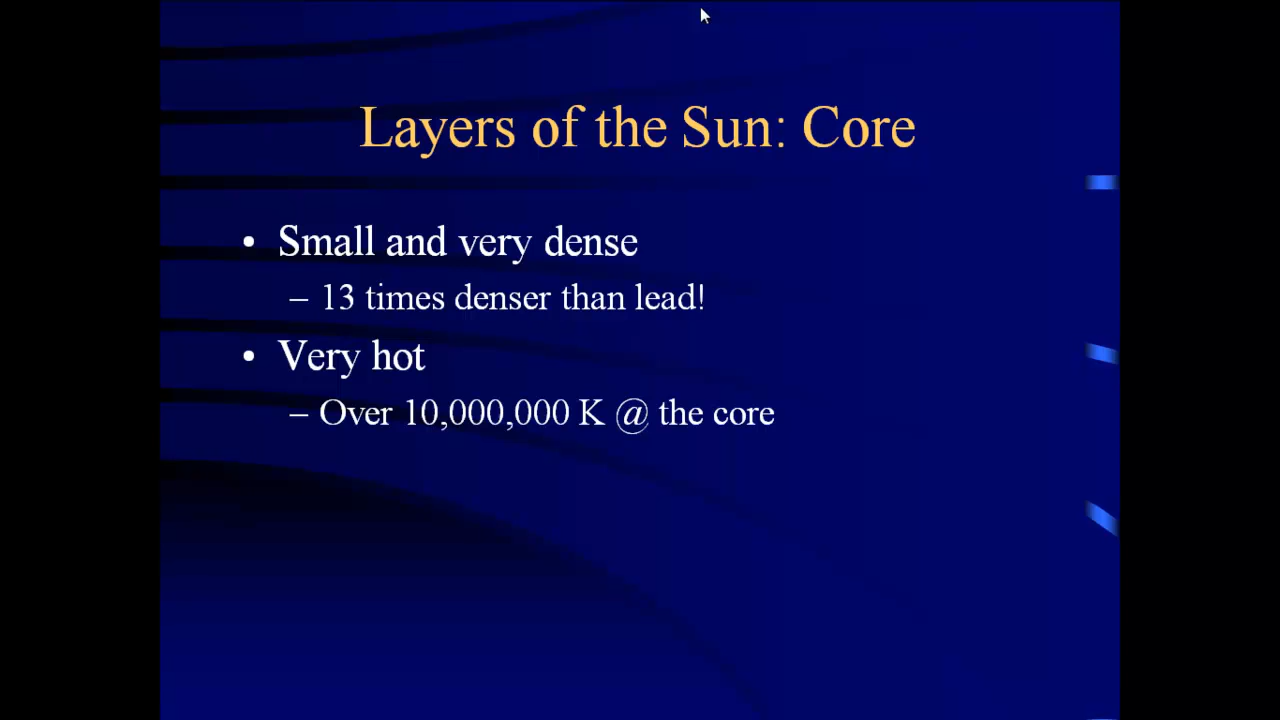 Layers of the Sun: Core
• Small and very dense
– 13 times denser than lead!
• Very hot
– Over 10,000,000 K @ the core